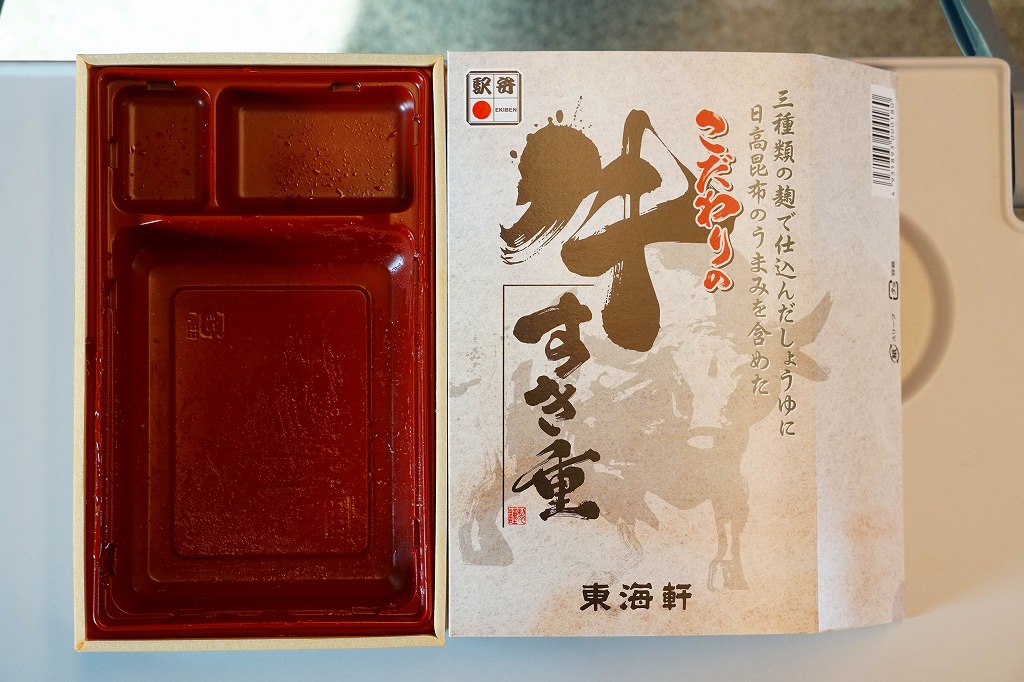 駅弁
EKIBEN
三種類の麹で仕込んだしょうゆに
日高昆布のうまみを含めた
こだわりの
牛
すき重
東海軒